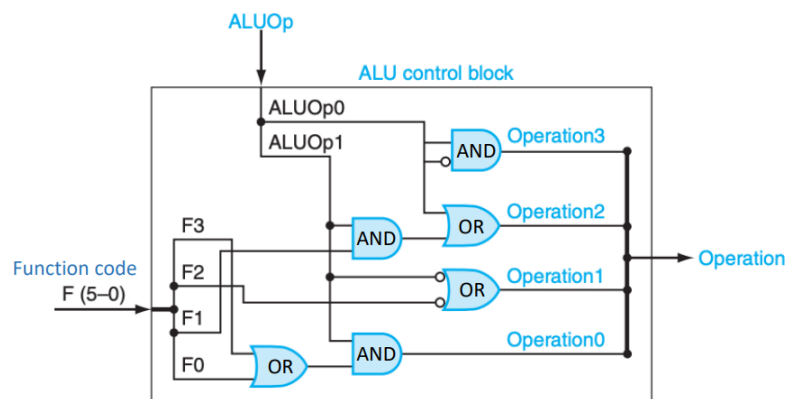 ALUOp
ALU control block
ALUOp0
ALUOp1
AND
Operation3
F3
AND
OR
Operation2
Function code
F (5–0)
F2
OR
Operation1
Operation
F1
F0
OR
AND
Operation0